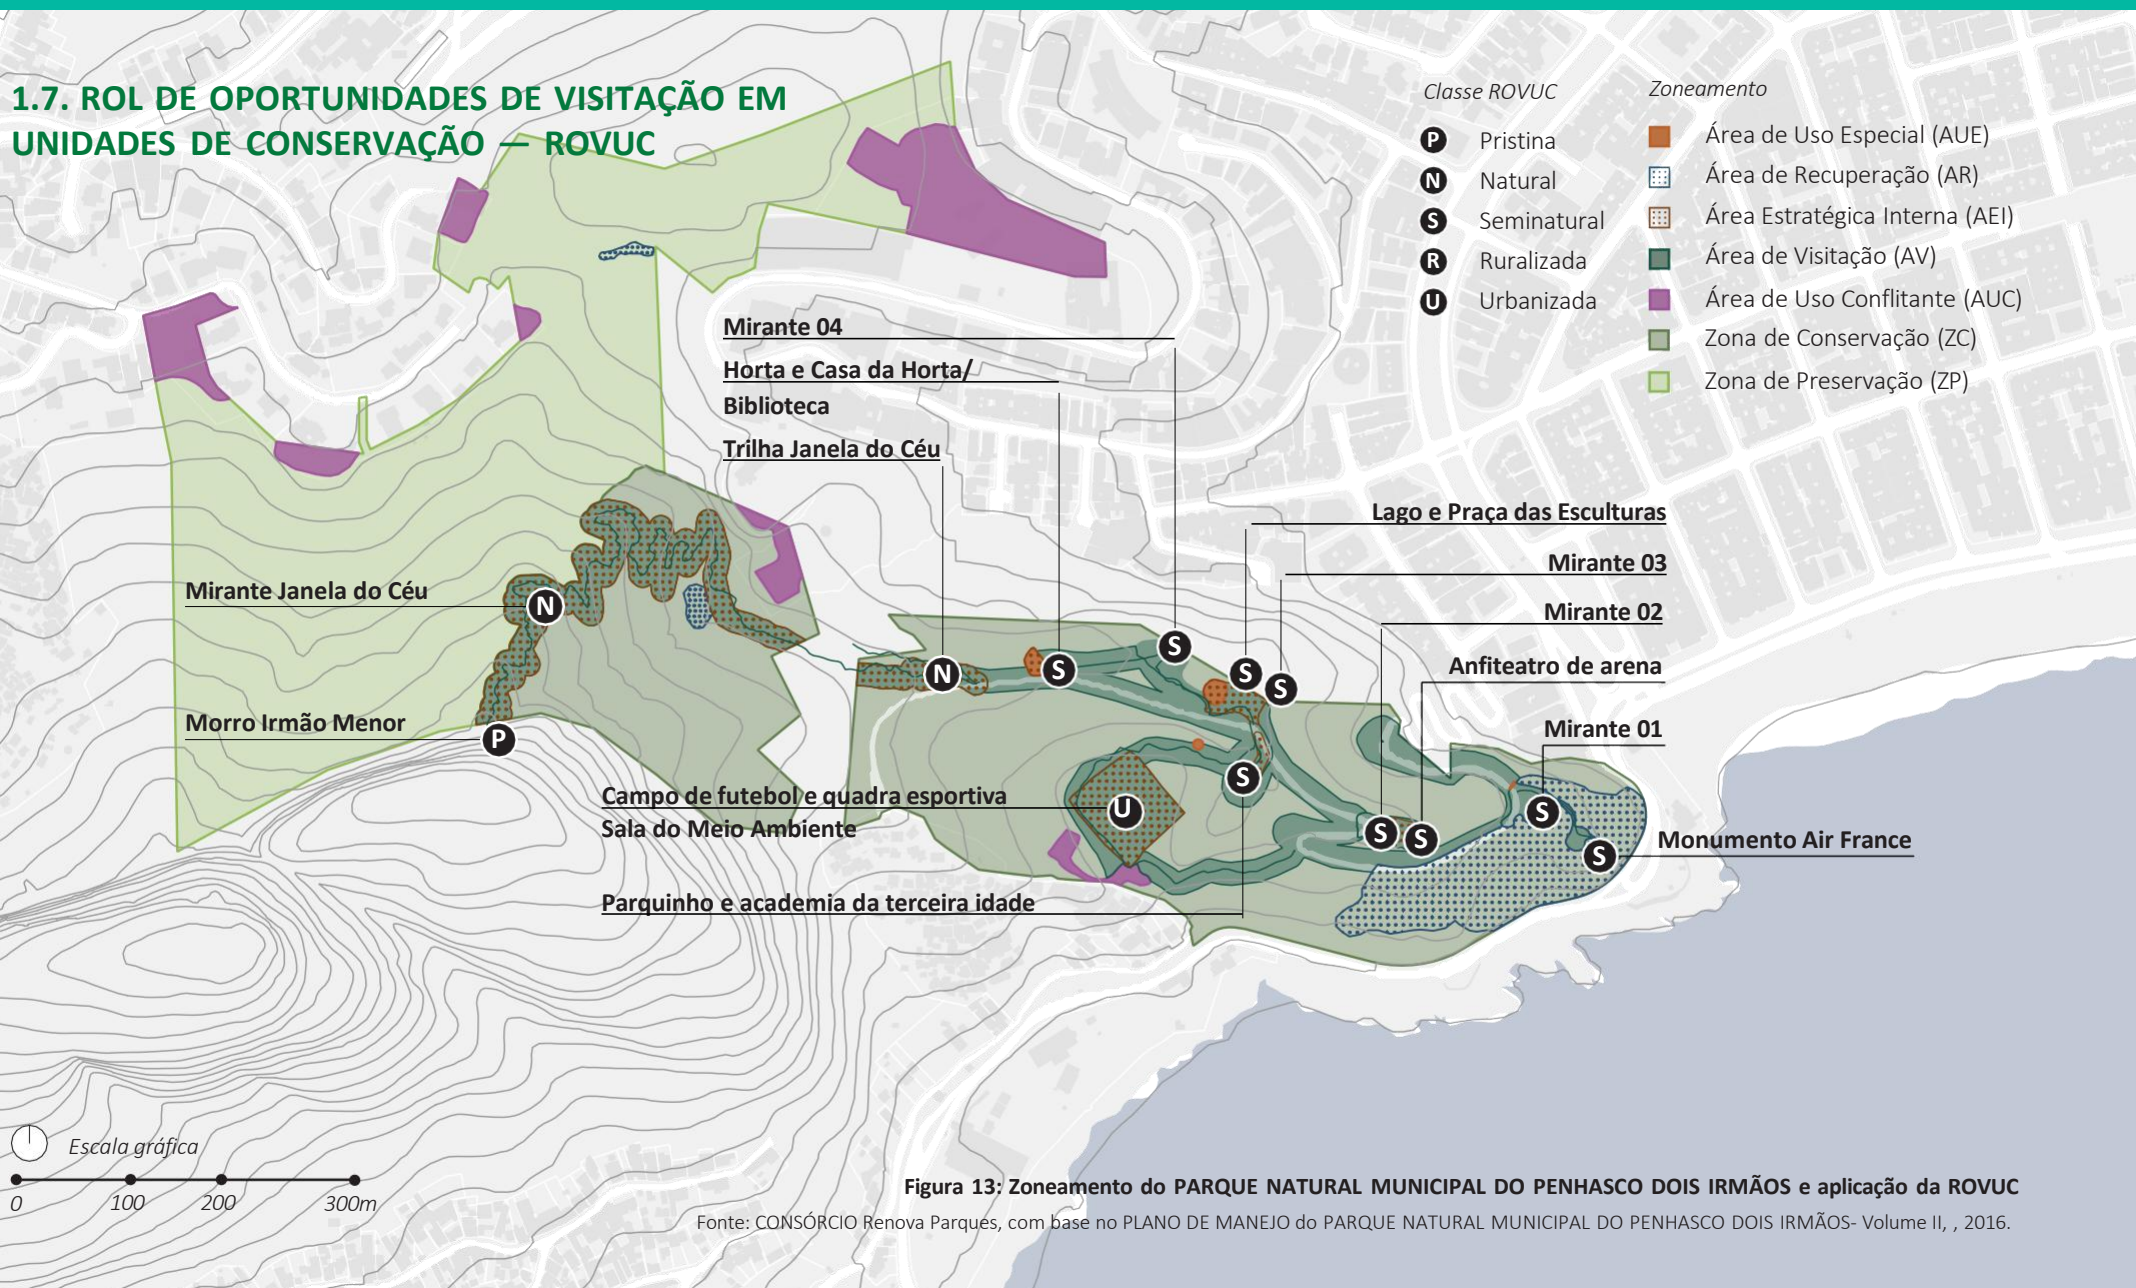 1.7. ROL DE OPORTUNIDADES DE VISITAÇÃO EM
UNIDADES DE CONSERVAÇÃO — ROVUC
Classe ROVUC
P Pristina
N Natural
S Seminatural
R Ruralizada
U Urbanizada
Zoneamento
Área de Uso Especial (AUE)
Área de Recuperação (AR)
Área Estratégica Interna (AEI)
Área de Visitação (AV)
Área de Uso Conflitante (AUC)
Zona de Conservação (ZC)
Zona de Preservação (ZP)
Mirante 04
Horta e Casa da Horta/
Biblioteca
Trilha Janela do Céu
Lago e Praça das Esculturas
Mirante 03
Mirante 02
Anfiteatro de arena
Mirante 01
Monumento Air France
Mirante Janela do Céu
Morro Irmão Menor
Campo de futebol e quadra esportiva
Sala do Meio Ambiente
Parquinho e academia da terceira idade
N
P
N
S
S
S
S
S
U
S
S
S
S
Escala gráfica
0 100 200 300m
Figura 13: Zoneamento do PARQUE NATURAL MUNICIPAL DO PENHASCO DOIS IRMÃOS e aplicação da ROVUC
Fonte: CONSÓRCIO Renova Parques, com base no PLANO DE MANEJO do PARQUE NATURAL MUNICIPAL DO PENHASCO DOIS IRMÃOS- Volume II, , 2016.